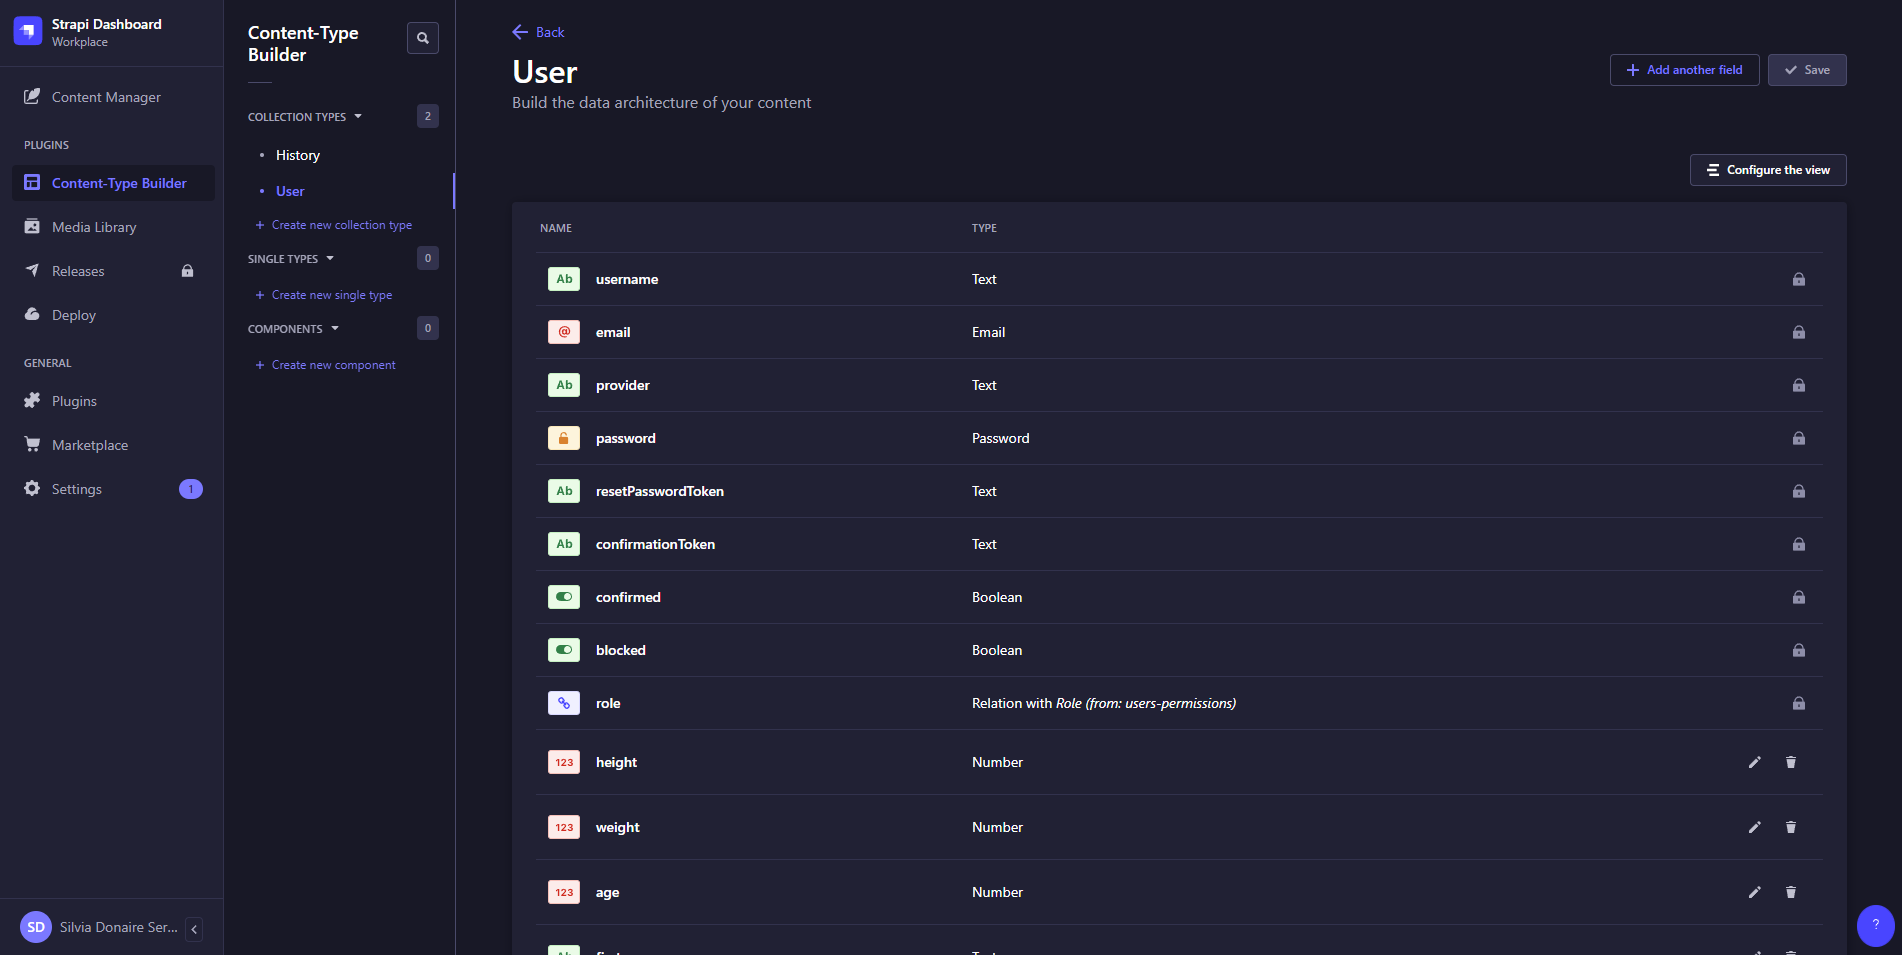 Strapi Dashboard
Workplace
Content Manager
PLUGINS
Content-Type Builder
Media Library
Releases
Deploy
GENERAL
Plugins
Marketplace
Settings
1
SD
Silvia Donaire Ser...
Content-Type
Builder
COLLECTION TYPES
2
History
User
Create new collection type
SINGLE TYPES
0
Create new single type
COMPONENTS
0
Create new component
Back
User
Build the data architecture of your content
Add another field
Save
Configure the view
NAME TYPE
Ab username Text
@ email Email
Ab provider Text
password Password
Ab resetPasswordToken Text
Ab confirmationToken Text
confirmed Boolean
blocked Boolean
role Relation with Role (from: users-permissions)
123 height Number
123 weight Number
123 age Number
?